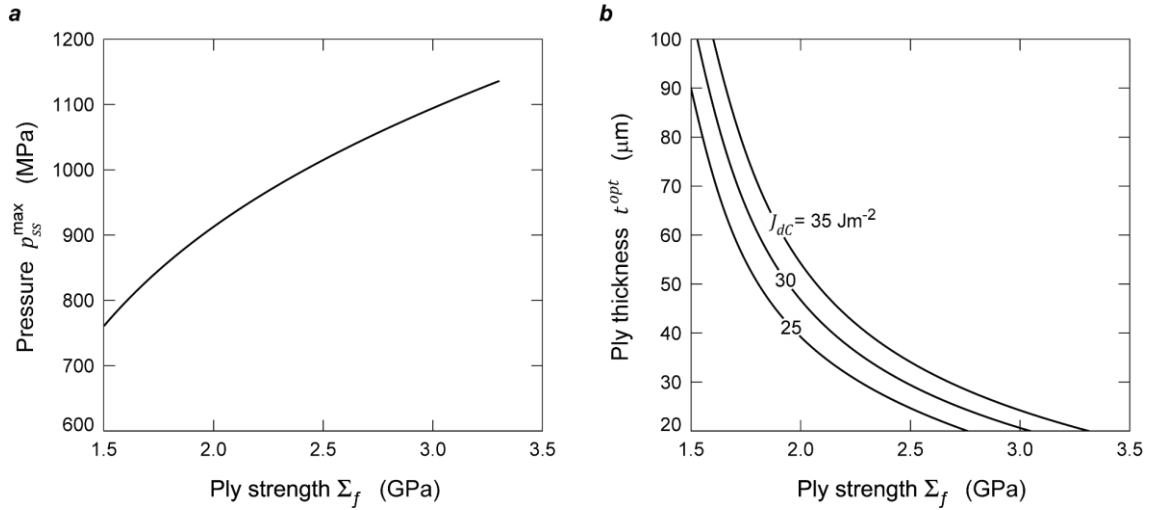 a
1200
1100
1000
900
800
700
600
Pressure p_ss^max (MPa)
1.5 2.0 2.5 3.0 3.5
Ply strength Σ_f (GPa)
b
100
90
80
70
60
50
40
30
20
Ply thickness t^opt (μm)
J_dC = 35 Jm⁻²
30
25
1.5 2.0 2.5 3.0 3.5
Ply strength Σ_f (GPa)